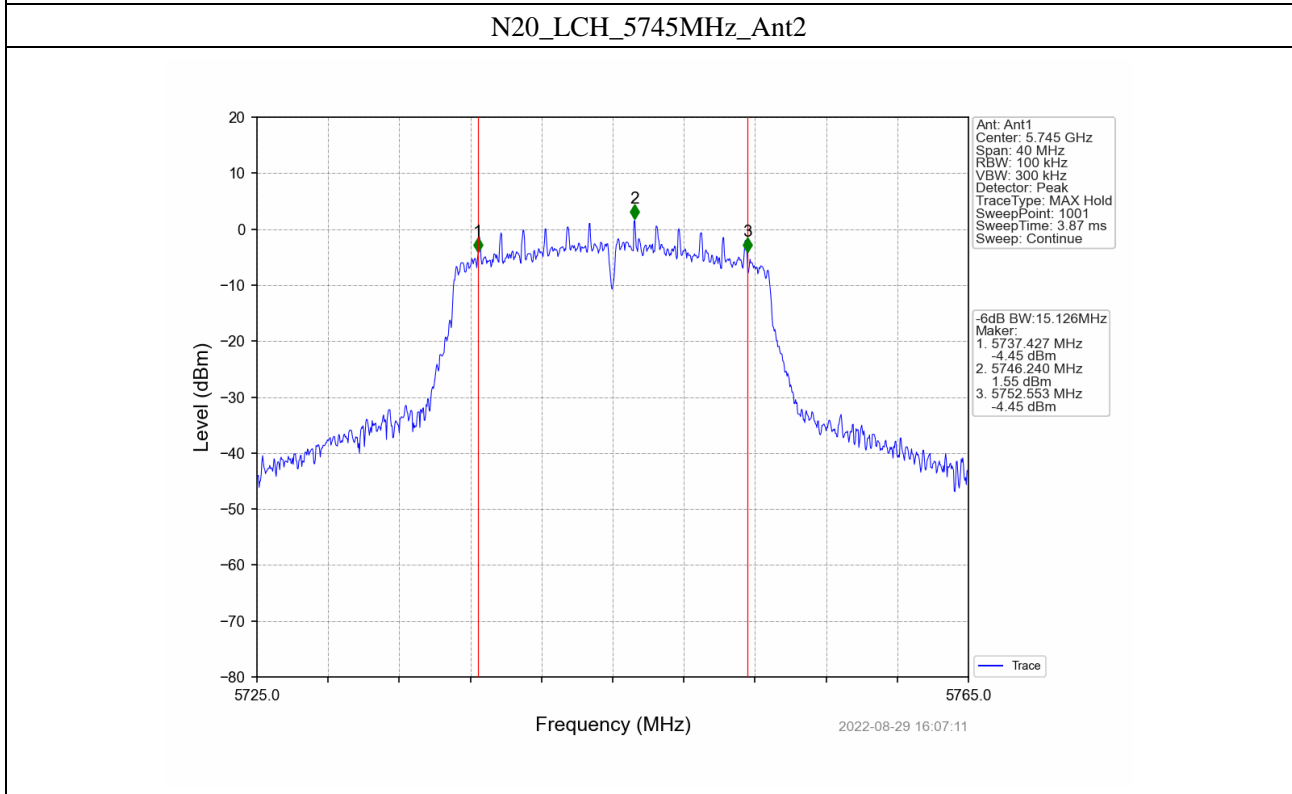 N20_LCH_5745MHz_Ant2
20
10
0
−10
−20
−30
−40
−50
−60
−70
−80
Level (dBm)
1
2
3
5725.0
5765.0
Frequency (MHz)
2022-08-29 16:07:11
Ant: Ant1
Center: 5.745 GHz
Span: 40 MHz
RBW: 100 kHz
VBW: 300 kHz
Detector: Peak
TraceType: MAX Hold
SweepPoint: 1001
SweepTime: 3.87 ms
Sweep: Continue
-6dB BW:15.126MHz
Maker:
1. 5737.427 MHz
-4.45 dBm
2. 5746.240 MHz
1.55 dBm
3. 5752.553 MHz
-4.45 dBm
Trace